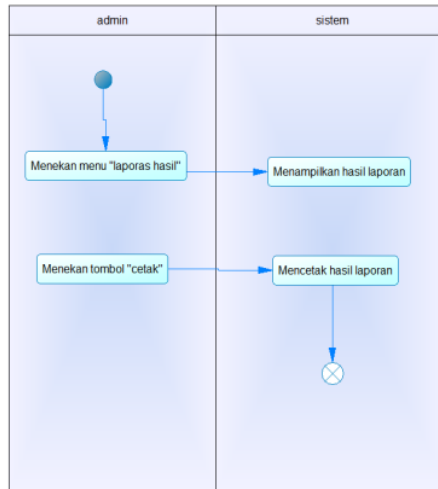 admin
sistem
Menekan menu "laporas hasil"
Menampilkan hasil laporan
Menekan tombol "cetak"
Mencetak hasil laporan